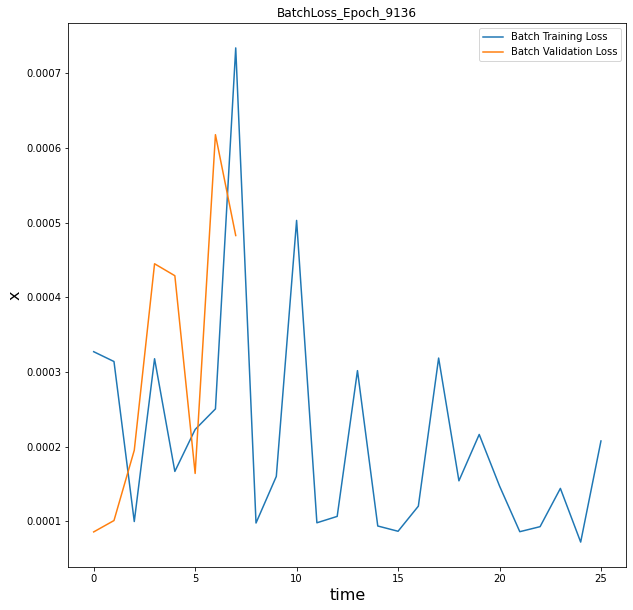 BatchLoss_Epoch_9136
Batch Training Loss
Batch Validation Loss
0.0007
0.0006
0.0005
0.0004
0.0003
0.0002
0.0001
x
0 5 10 15 20 25
time